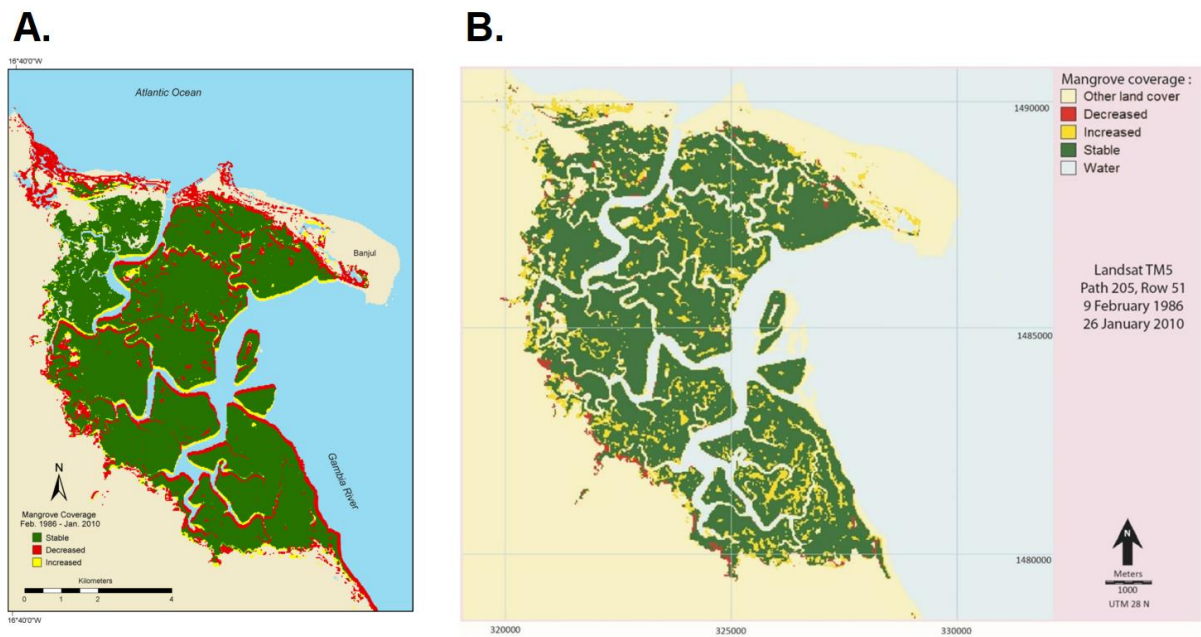 A.
16°40'0"W
Atlantic Ocean
Banjul
Gambia River
N
Mangrove Coverage
Feb. 1986 - Jan. 2010
Stable
Decreased
Increased
Kilometers
0 1 2 4
16°40'0"W
B.
Mangrove coverage :
Other land cover
Decreased
Increased
Stable
Water
1490000
Landsat TM5
Path 205, Row 51
9 February 1986
26 January 2010
1485000
1480000
N
Meters
1000
UTM 28 N
320000 325000 330000